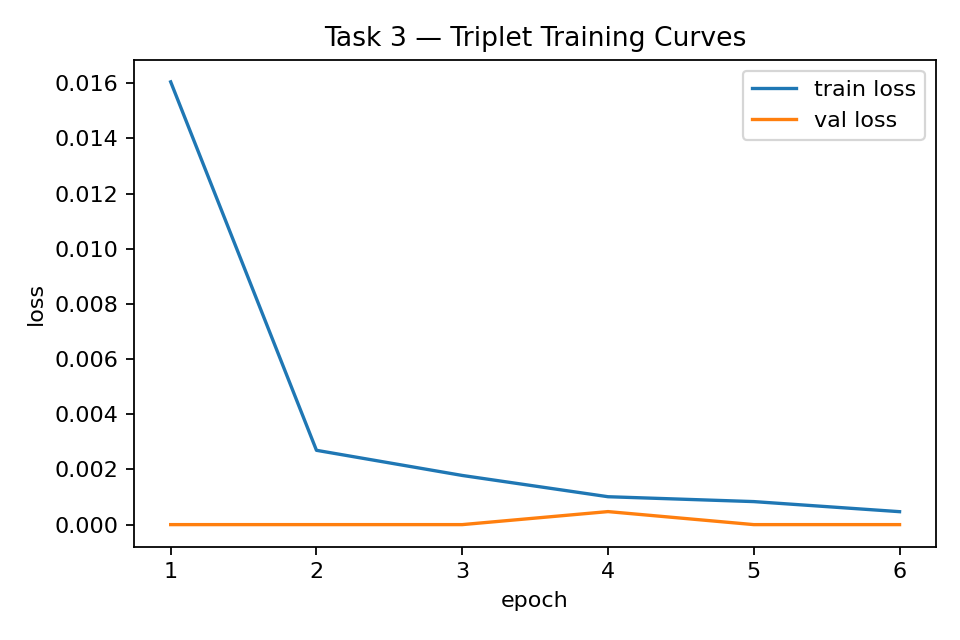 Task 3 — Triplet Training Curves
train loss
val loss
0.016
0.014
0.012
0.010
0.008
0.006
0.004
0.002
0.000
loss
1 2 3 4 5 6
epoch